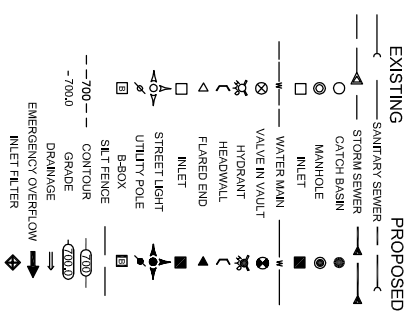 EXISTING PROPOSED
SANITARY SEWER
STORM SEWER
CATCH BASIN
MANHOLE
INLET
W WATER MAIN W
VALVE IN VAULT
HYDRANT
HEADWALL
FLARED END
INLET
STREET LIGHT
UTILITY POLE
B B-BOX B
SILT FENCE
700 CONTOUR 700
700.0 GRADE 700.0
DRAINAGE
EMERGENCY OVERFLOW
INLET FILTER